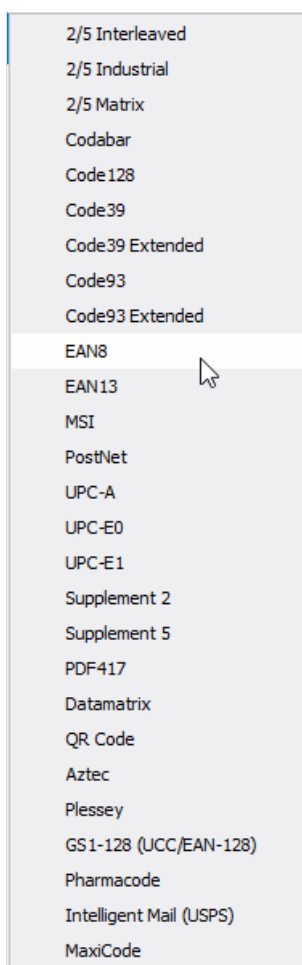 2/5 Interleaved
2/5 Industrial
2/5 Matrix
Codabar
Code128
Code39
Code39 Extended
Code93
Code93 Extended
EAN8
EAN13
MSI
PostNet
UPC-A
UPC-E0
UPC-E1
Supplement 2
Supplement 5
PDF417
Datamatrix
QR Code
Aztec
Plessey
GS1-128 (UCC/EAN-128)
Pharmacode
Intelligent Mail (USPS)
MaxiCode